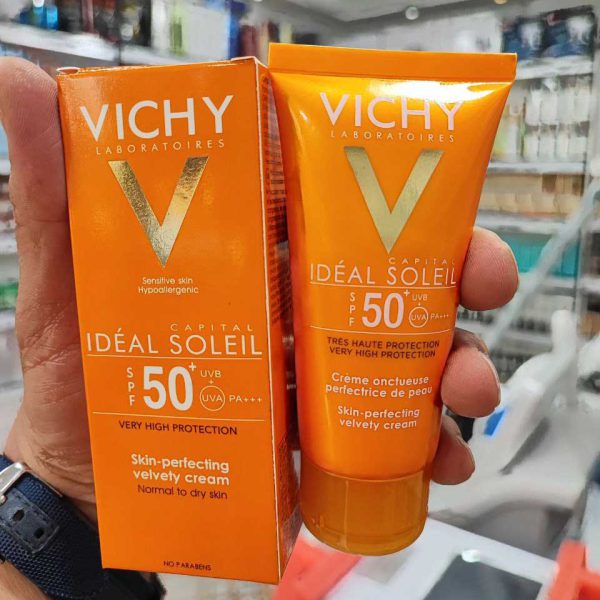 VICHY
LABORATOIRES
V
Sensitive skin
Hypoallergenic
CAPITAL
IDÉAL SOLEIL
SPF 50+ UVB
+
UVA PA+++
VERY HIGH PROTECTION
Skin-perfecting
velvety cream
Normal to dry skin
NO PARABENS
VICHY
LABORATOIRES
V
CAPITAL
IDÉAL SOLEIL
SPF 50+ UVB
+
UVA PA+++
TRÈS HAUTE PROTECTION
VERY HIGH PROTECTION
Crème onctueuse
perfectrice de peau
Skin-perfecting
velvety cream